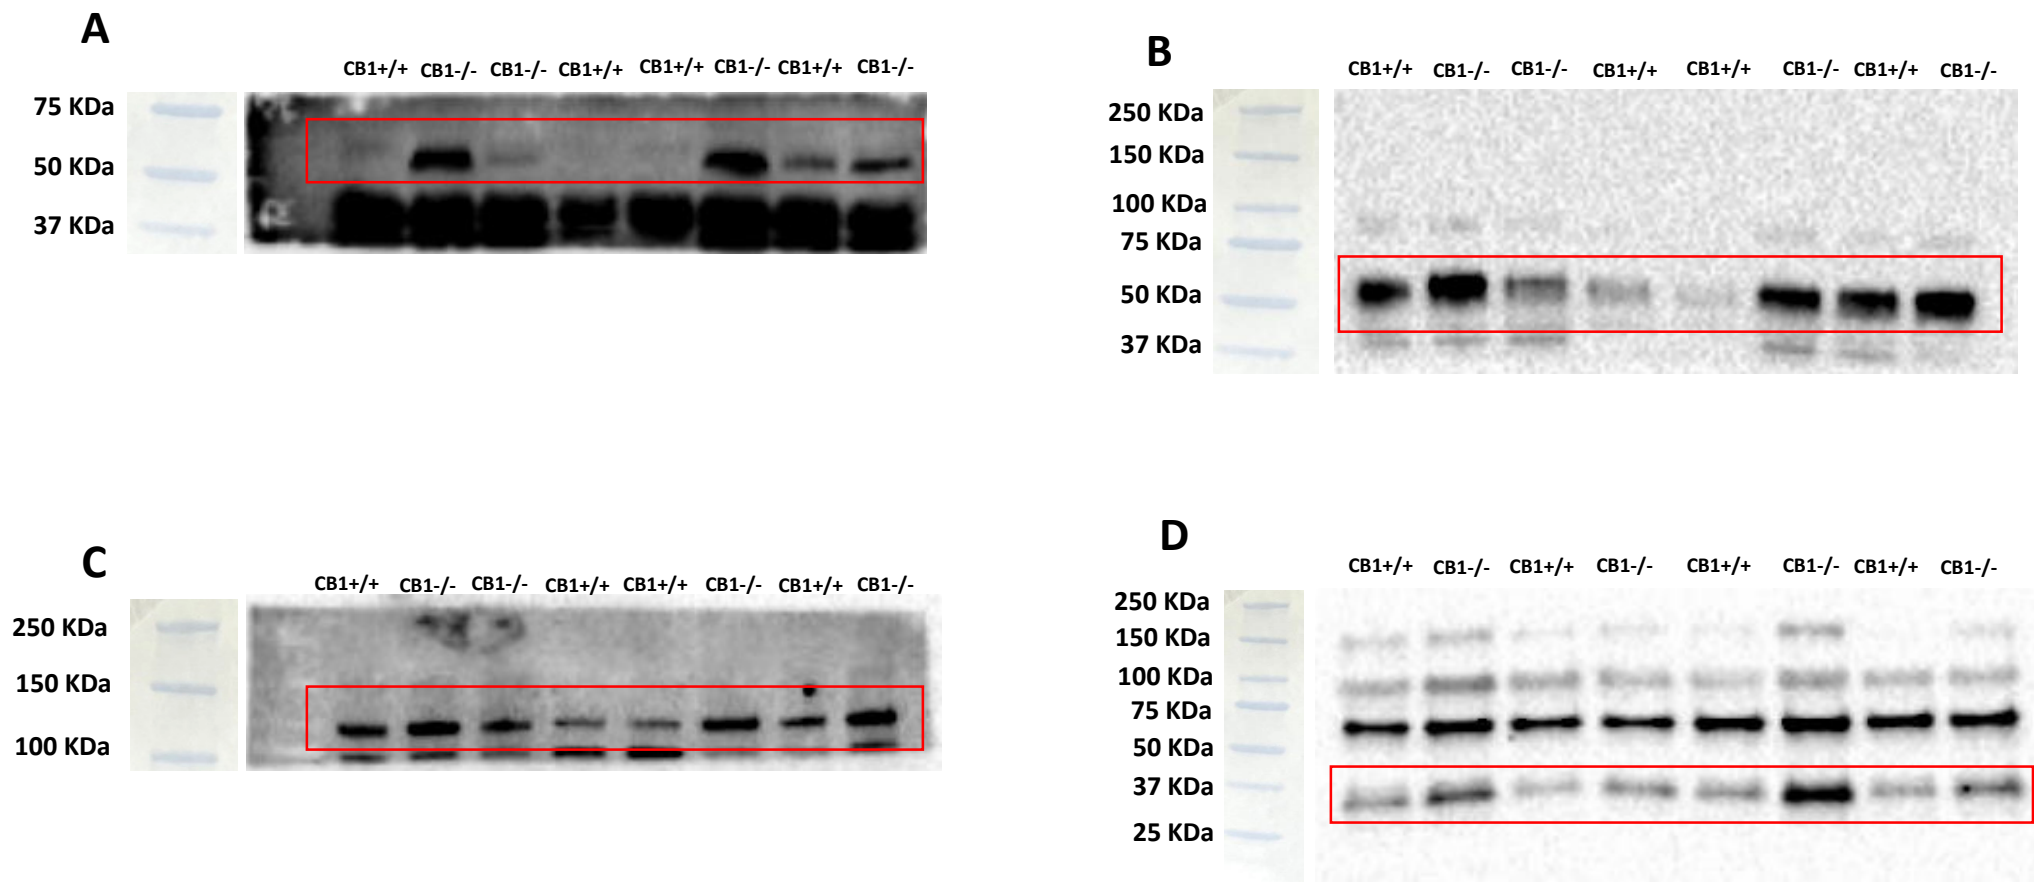 A
CB1+/+ CB1-/- CB1-/- CB1+/+ CB1+/+ CB1-/- CB1+/+ CB1-/-
75 KDa
50 KDa
37 KDa
B
CB1+/+ CB1-/- CB1-/- CB1+/+ CB1+/+ CB1-/- CB1+/+ CB1-/-
250 KDa
150 KDa
100 KDa
75 KDa
50 KDa
37 KDa
C
CB1+/+ CB1-/- CB1-/- CB1+/+ CB1+/+ CB1-/- CB1+/+ CB1-/-
250 KDa
150 KDa
100 KDa
D
CB1+/+ CB1-/- CB1+/+ CB1-/- CB1+/+ CB1-/- CB1+/+ CB1-/-
250 KDa
150 KDa
100 KDa
75 KDa
50 KDa
37 KDa
25 KDa